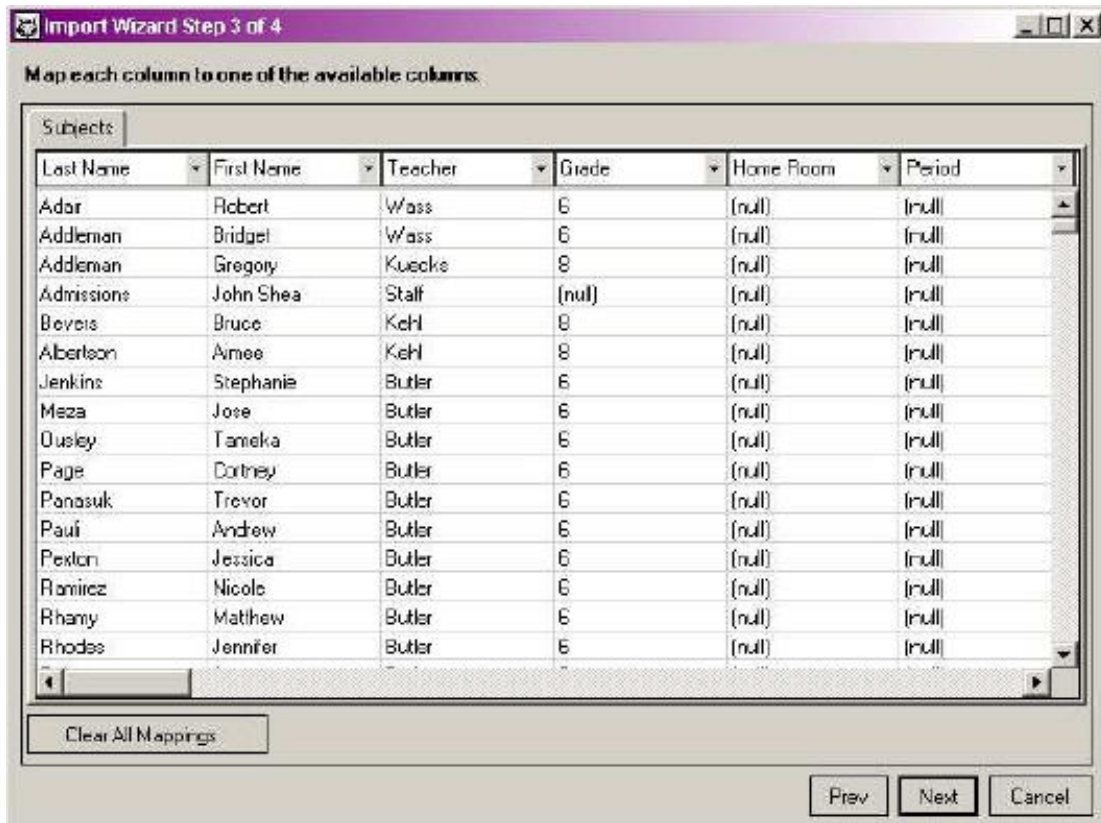 Import Wizard Step 3 of 4
Map each column to one of the available columns.
Subjects
Last Name First Name Teacher Grade Home Room Period
Adair Robert Wass 6 (null) (null)
Addleman Bridget Wass 6 (null) (null)
Addleman Gregory Kuecks 8 (null) (null)
Admissions John Shea Staff (null) (null) (null)
Bevers Bruce Kehl 8 (null) (null)
Albertson Aimee Kehl 8 (null) (null)
Jenkins Stephanie Butler 6 (null) (null)
Meza Jose Butler 6 (null) (null)
Ousley Tameka Butler 6 (null) (null)
Page Cortney Butler 6 (null) (null)
Panasuk Trevor Butler 6 (null) (null)
Pauli Andrew Butler 6 (null) (null)
Pexton Jessica Butler 6 (null) (null)
Ramirez Nicole Butler 6 (null) (null)
Rhamy Matthew Butler 6 (null) (null)
Rhodes Jennifer Butler 6 (null) (null)
Clear All Mappings
Prev Next Cancel